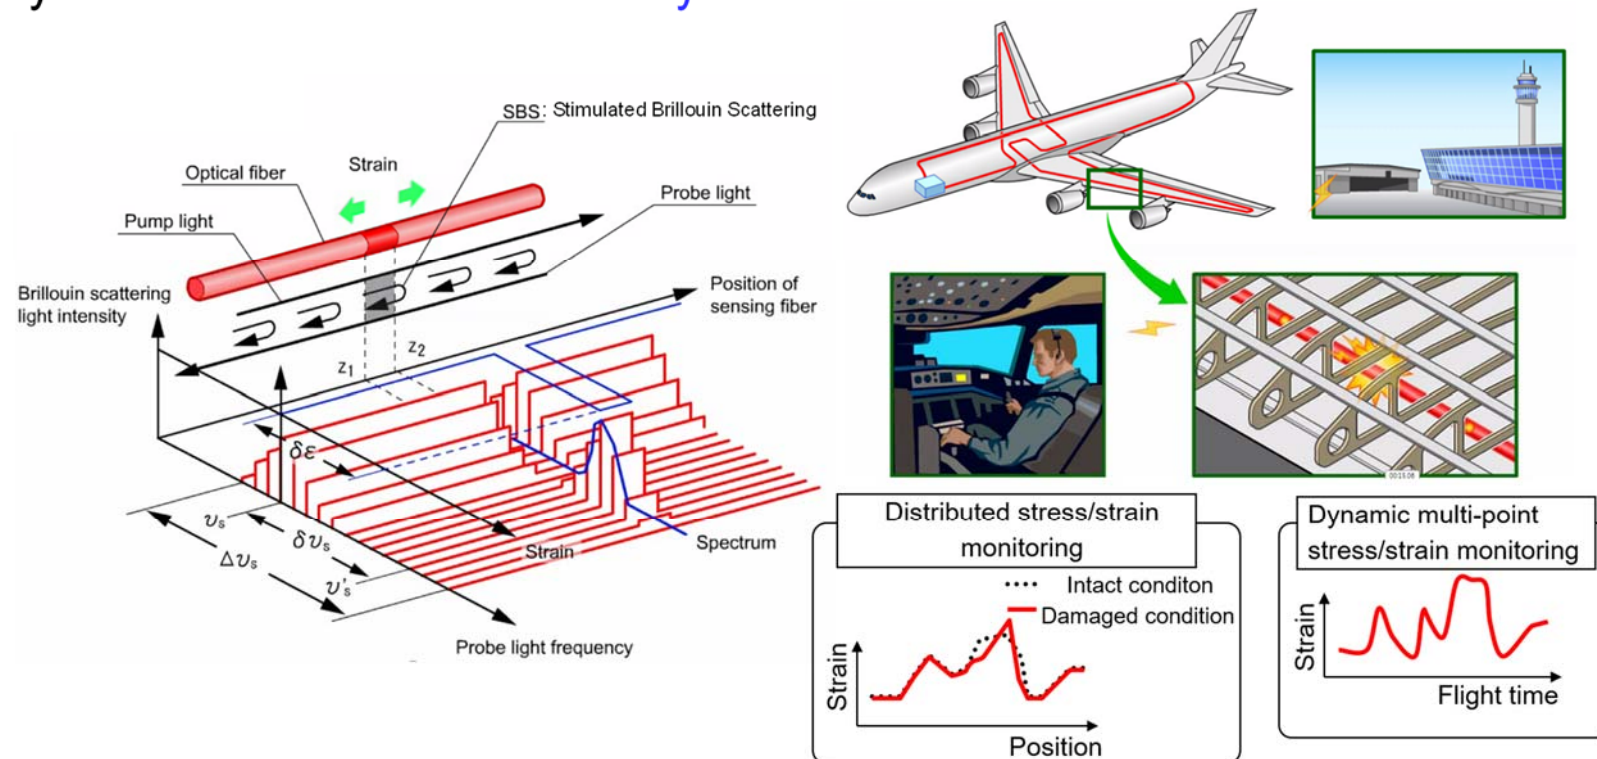 SBS: Stimulated Brillouin Scattering
Strain
Optical fiber
Probe light
Pump light
Brillouin scattering
light intensity
Position of
sensing fiber
z₂
z₁
δε
υₛ
δυₛ
Δυₛ
υ'ₛ
Strain
Spectrum
Probe light frequency
Distributed stress/strain
monitoring
Intact conditon
Damaged condition
Strain
Position
Dynamic multi-point
stress/strain monitoring
Strain
Flight time